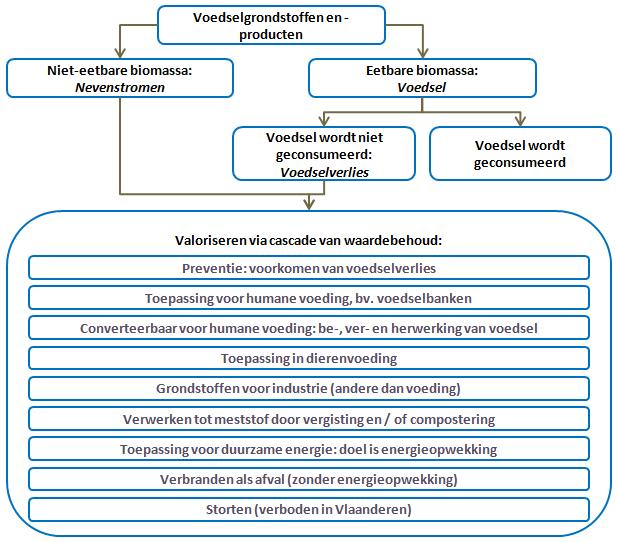 Voedselgrondstoffen en -
producten
Niet-eetbare biomassa:
Nevenstromen
Eetbare biomassa:
Voedsel
Voedsel wordt niet
geconsumeerd:
Voedselverlies
Voedsel wordt
geconsumeerd
Valoriseren via cascade van waardebehoud:
Preventie: voorkomen van voedselverlies
Toepassing voor humane voeding, bv. voedselbanken
Converteerbaar voor humane voeding: be-, ver- en herwerking van voedsel
Toepassing in dierenvoeding
Grondstoffen voor industrie (andere dan voeding)
Verwerken tot meststof door vergisting en / of compostering
Toepassing voor duurzame energie: doel is energieopwekking
Verbranden als afval (zonder energieopwekking)
Storten (verboden in Vlaanderen)